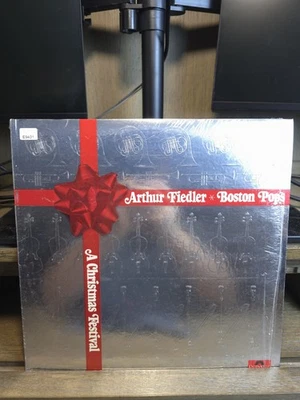 Arthur Fiedler * Boston Pops
A Christmas Festival